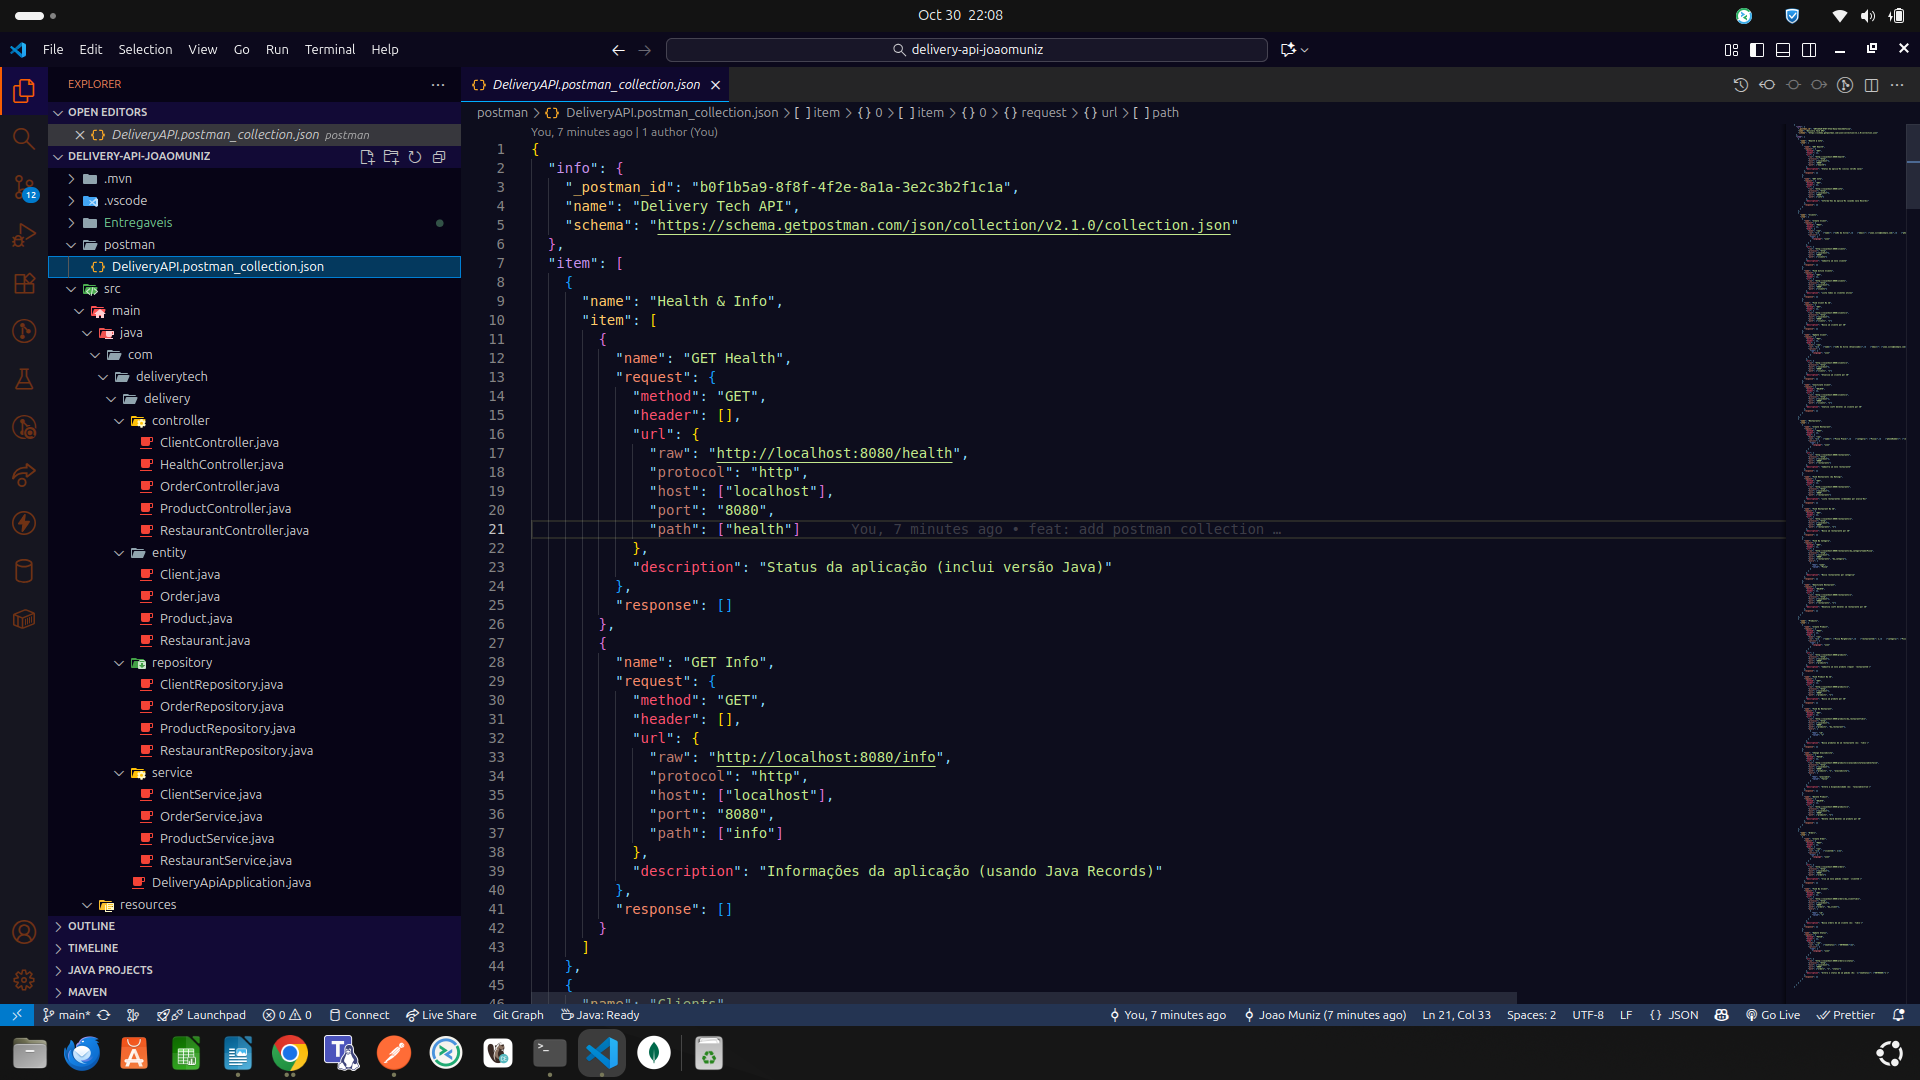 Oct 30 22:08
File Edit Selection View Go Run Terminal Help
delivery-api-joaomuniz
EXPLORER
OPEN EDITORS
DeliveryAPI.postman_collection.json postman
DELIVERY-API-JOAOMUNIZ
.mvn
.vscode
Entregaveis
postman
DeliveryAPI.postman_collection.json
src
main
java
com
deliverytech
delivery
controller
ClientController.java
HealthController.java
OrderController.java
ProductController.java
RestaurantController.java
entity
Client.java
Order.java
Product.java
Restaurant.java
repository
ClientRepository.java
OrderRepository.java
ProductRepository.java
RestaurantRepository.java
service
ClientService.java
OrderService.java
ProductService.java
RestaurantService.java
DeliveryApiApplication.java
resources
OUTLINE
TIMELINE
JAVA PROJECTS
MAVEN
12
{} DeliveryAPI.postman_collection.json
postman > {} DeliveryAPI.postman_collection.json > [ ] item > {} 0 > [ ] item > {} 0 > {} request > {} url > [ ] path
You, 7 minutes ago | 1 author (You)
1 {
2 "info": {
3 "_postman_id": "b0f1b5a9-8f8f-4f2e-8a1a-3e2c3b2f1c1a",
4 "name": "Delivery Tech API",
5 "schema": "https://schema.getpostman.com/json/collection/v2.1.0/collection.json"
6 },
7 "item": [
8 {
9 "name": "Health & Info",
10 "item": [
11 {
12 "name": "GET Health",
13 "request": {
14 "method": "GET",
15 "header": [],
16 "url": {
17 "raw": "http://localhost:8080/health",
18 "protocol": "http",
19 "host": ["localhost"],
20 "port": "8080",
21 "path": ["health"] You, 7 minutes ago • feat: add postman collection …
22 },
23 "description": "Status da aplicação (inclui versão Java)"
24 },
25 "response": []
26 },
27 {
28 "name": "GET Info",
29 "request": {
30 "method": "GET",
31 "header": [],
32 "url": {
33 "raw": "http://localhost:8080/info",
34 "protocol": "http",
35 "host": ["localhost"],
36 "port": "8080",
37 "path": ["info"]
38 },
39 "description": "Informações da aplicação (usando Java Records)"
40 },
41 "response": []
42 }
43 ]
44 },
45 {
46 "name": "Clients"
main* Launchpad 0 0 Connect Live Share Git Graph Java: Ready You, 7 minutes ago Joao Muniz (7 minutes ago) Ln 21, Col 33 Spaces: 2 UTF-8 LF {} JSON Go Live Prettier